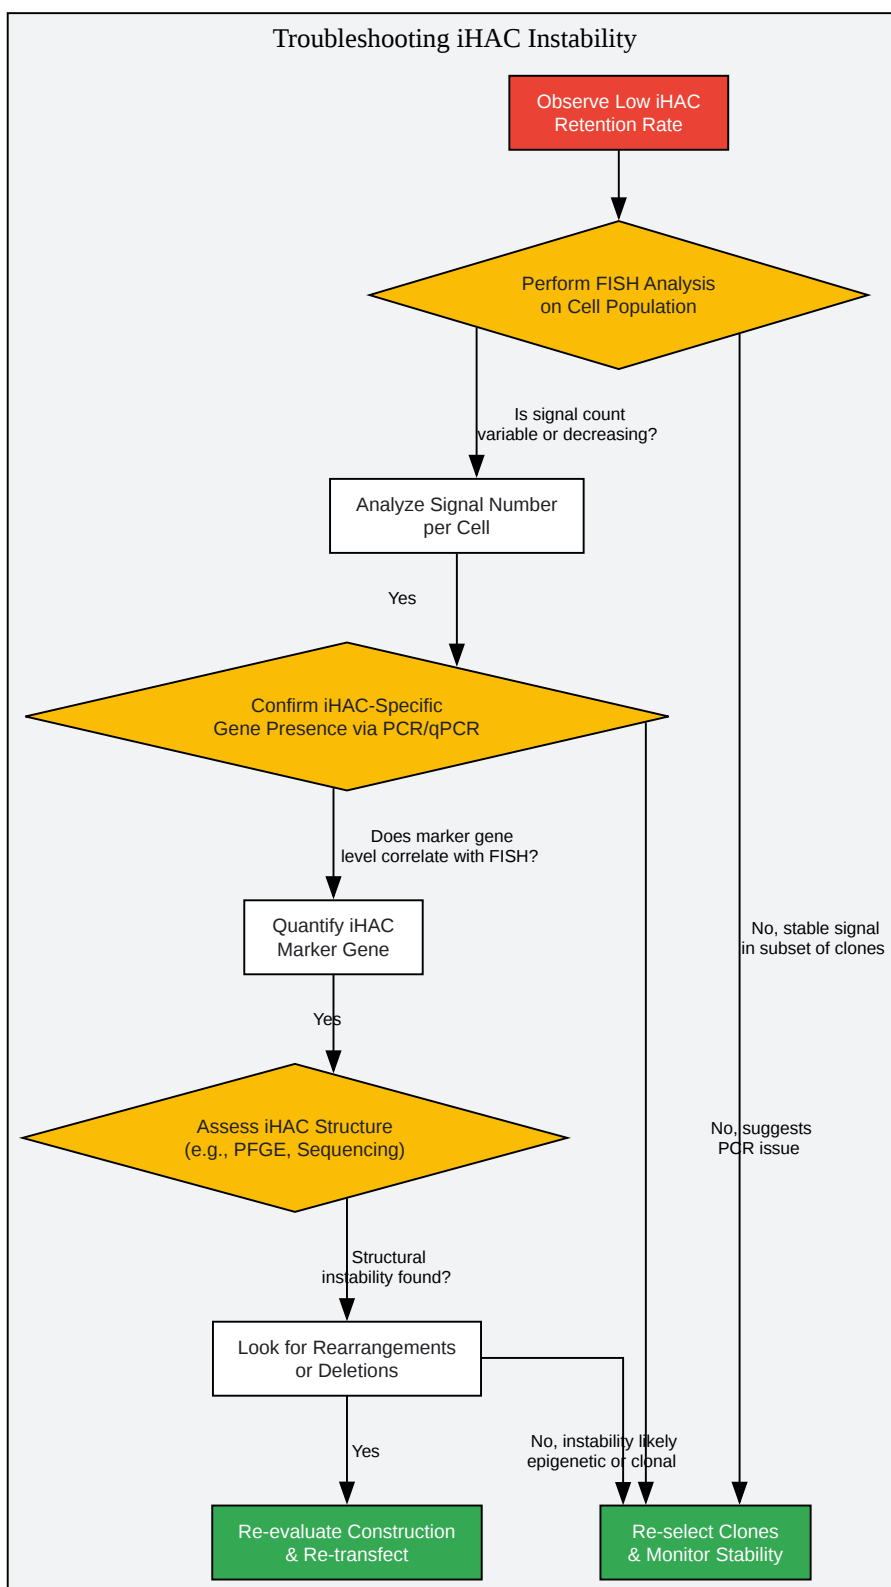 Troubleshooting iHAC Instability
Observe Low iHAC
Retention Rate
Perform FISH Analysis
on Cell Population
Is signal count
variable or decreasing?
Analyze Signal Number
per Cell
Yes
Confirm iHAC-Specific
Gene Presence via PCR/qPCR
Does marker gene
level correlate with FISH?
Quantify iHAC
Marker Gene
No, stable signal
in subset of clones
Yes
Assess iHAC Structure
(e.g., PFGE, Sequencing)
No, suggests
PCR issue
Structural
instability found?
Look for Rearrangements
or Deletions
Yes
No, instability likely
epigenetic or clonal
Re-evaluate Construction
& Re-transfect
Re-select Clones
& Monitor Stability